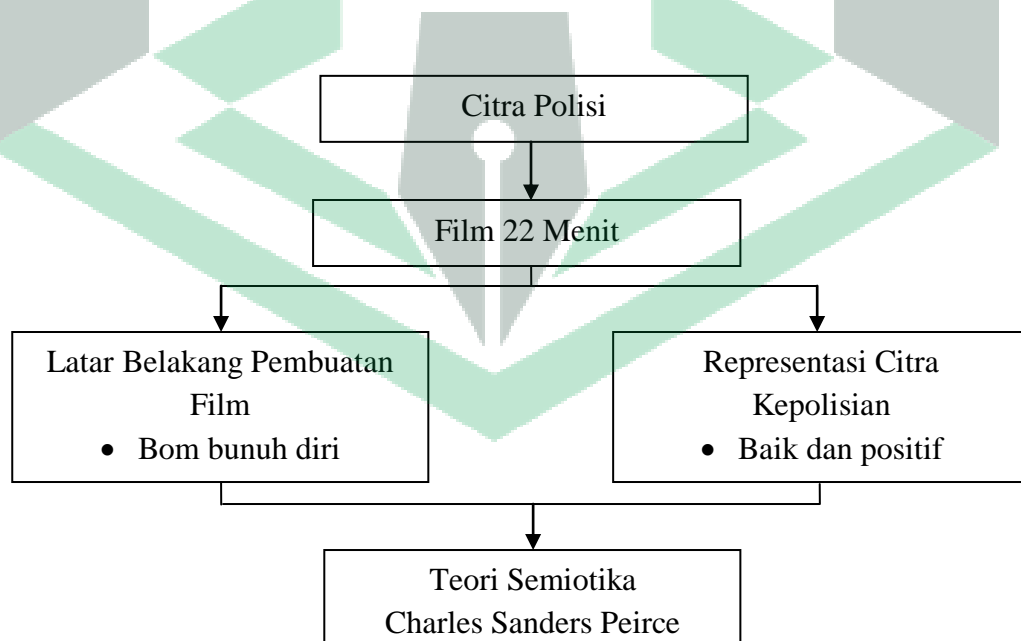 Citra Polisi
Film 22 Menit
Latar Belakang Pembuatan
Film
• Bom bunuh diri
Representasi Citra
Kepolisian
• Baik dan positif
Teori Semiotika
Charles Sanders Peirce